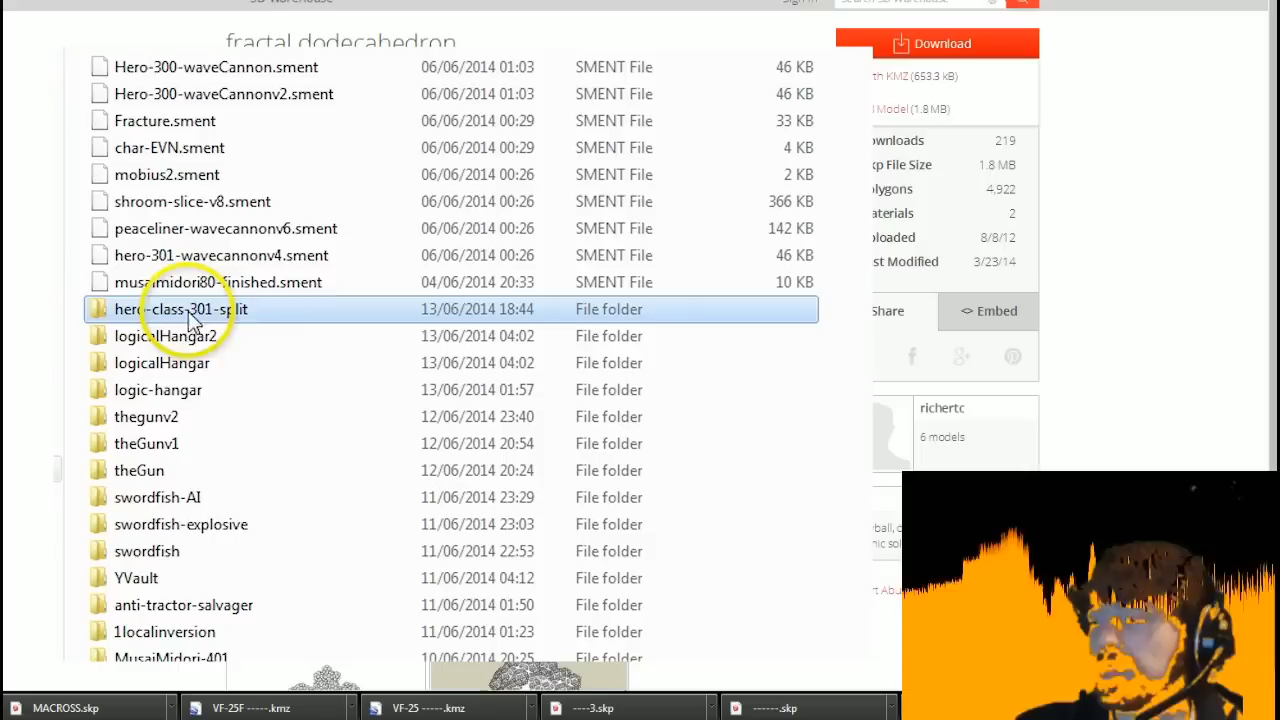 fractal dodecahedron
Download
Hero-300-waveCannon.sment 06/06/2014 01:03 SMENT File 46 KB
th KMZ (653.3 kB)
Hero-300-waveCannonv2.sment 06/06/2014 01:03 SMENT File 46 KB
Model (1.8 MB)
Fracture.sment 06/06/2014 00:29 SMENT File 33 KB
ownloads 219
char-EVN.sment 06/06/2014 00:29 SMENT File 4 KB
kp File Size 1.8 MB
mobius2.sment 06/06/2014 00:26 SMENT File 2 KB
olygons 4,922
shroom-slice-v8.sment 06/06/2014 00:26 SMENT File 366 KB
aterials 2
peaceliner-wavecannonv6.sment 06/06/2014 00:26 SMENT File 142 KB
ploaded 8/8/12
hero-301-wavecannonv4.sment 06/06/2014 00:26 SMENT File 46 KB
st Modified 3/23/14
musaimidori80-finished.sment 04/06/2014 20:33 SMENT File 10 KB
hero-class-301-split 13/06/2014 18:44 File folder
Share <> Embed
logicalHangar2 13/06/2014 04:02 File folder
logicalHangar 13/06/2014 04:02 File folder
logic-hangar 13/06/2014 01:57 File folder
richertc
thegunv2 12/06/2014 23:40 File folder
6 models
theGunv1 12/06/2014 20:54 File folder
theGun 12/06/2014 20:24 File folder
swordfish-AI 11/06/2014 23:29 File folder
swordfish-explosive 11/06/2014 23:03 File folder
swordfish 11/06/2014 22:53 File folder
YVault 11/06/2014 04:12 File folder
anti-tractor-salvager 11/06/2014 01:50 File folder
1localinversion 11/06/2014 01:23 File folder
MusaiMidori-401 10/06/2014 20:25 File folder
MACROSS.skp VF-25F -----.kmz VF-25 ----.kmz ----3.skp ------.skp